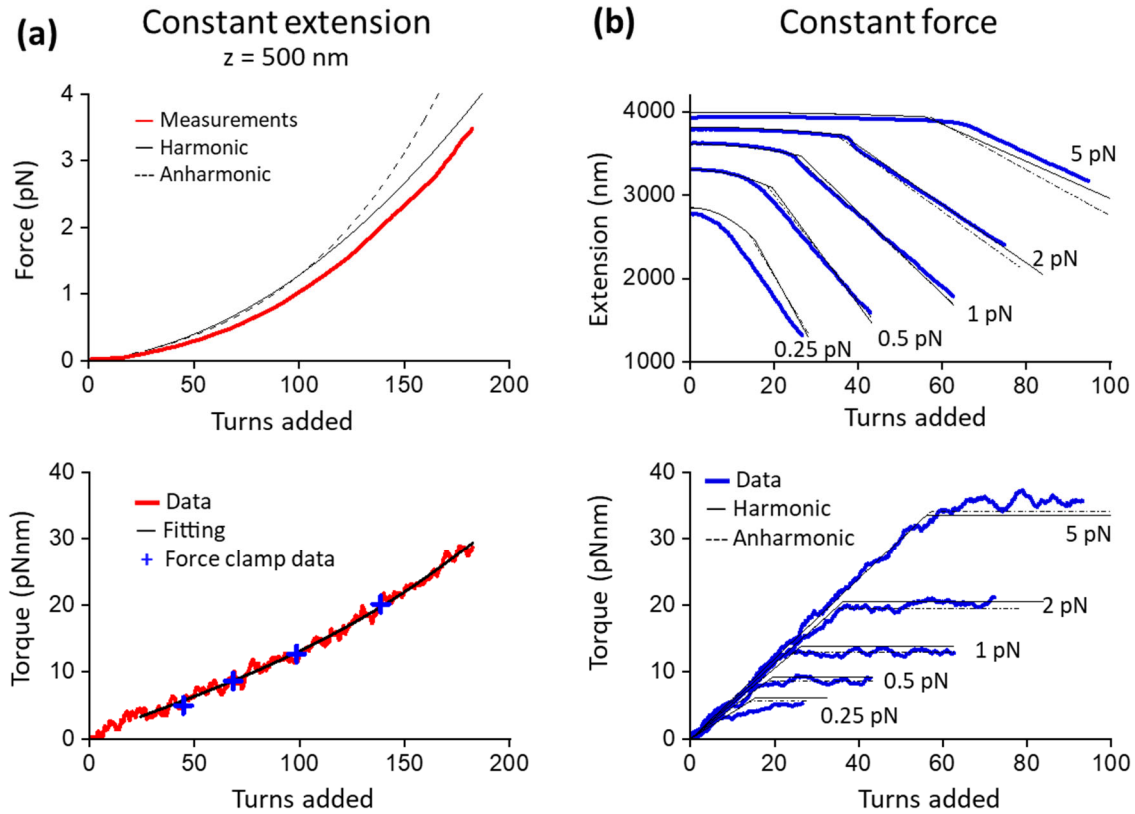 (a)
Constant extension
z = 500 nm
4
3
2
1
0
Force (pN)
Measurements
Harmonic
Anharmonic
0 50 100 150 200
Turns added
(b)
Constant force
4000
3000
2000
1000
Extension (nm)
5 pN
2 pN
1 pN
0.5 pN
0.25 pN
0 20 40 60 80 100
Turns added
40
30
20
10
0
Torque (pNnm)
Data
Fitting
Force clamp data
0 50 100 150 200
Turns added
40
30
20
10
0
Torque (pNnm)
Data
Harmonic
Anharmonic
5 pN
2 pN
1 pN
0.5 pN
0.25 pN
0 20 40 60 80 100
Turns added